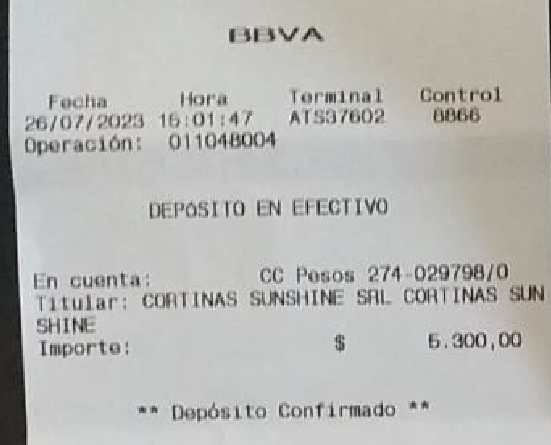 BBVA
Fecha Hora Terminal Control
26/07/2023 16:01:47 ATS37602 8866
Operación: 011048004
DEPOSITO EN EFECTIVO
En cuenta: CC Pesos 274-029798/0
Titular: CORTINAS SUNSHINE SRL CORTINAS SUN
SHINE
Importe: $ 5.300,00
** Depósito Confirmado **